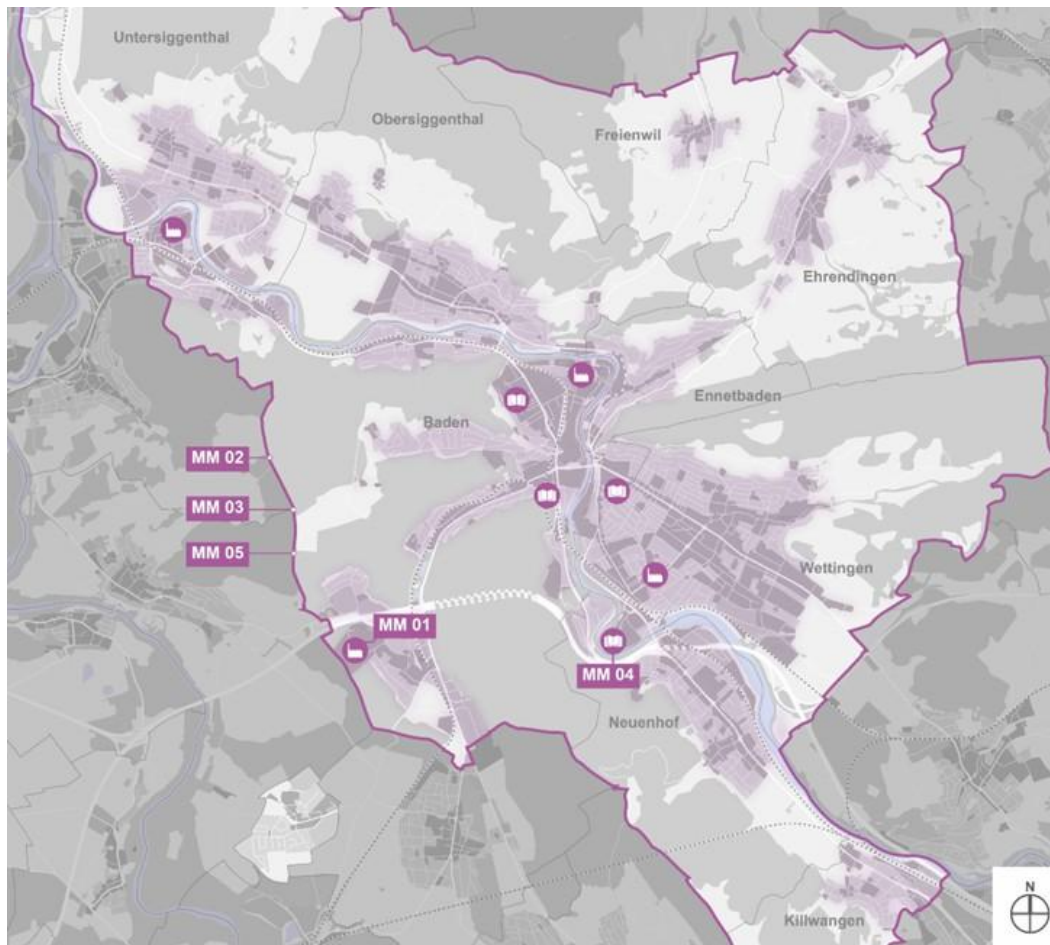 Untersiggenthal
Obersiggenthal
Freienwil
Ehrendingen
Ennetbaden
Baden
MM 02
MM 03
MM 05
Wettingen
MM 01
MM 04
Neuenhof
Killwangen
N